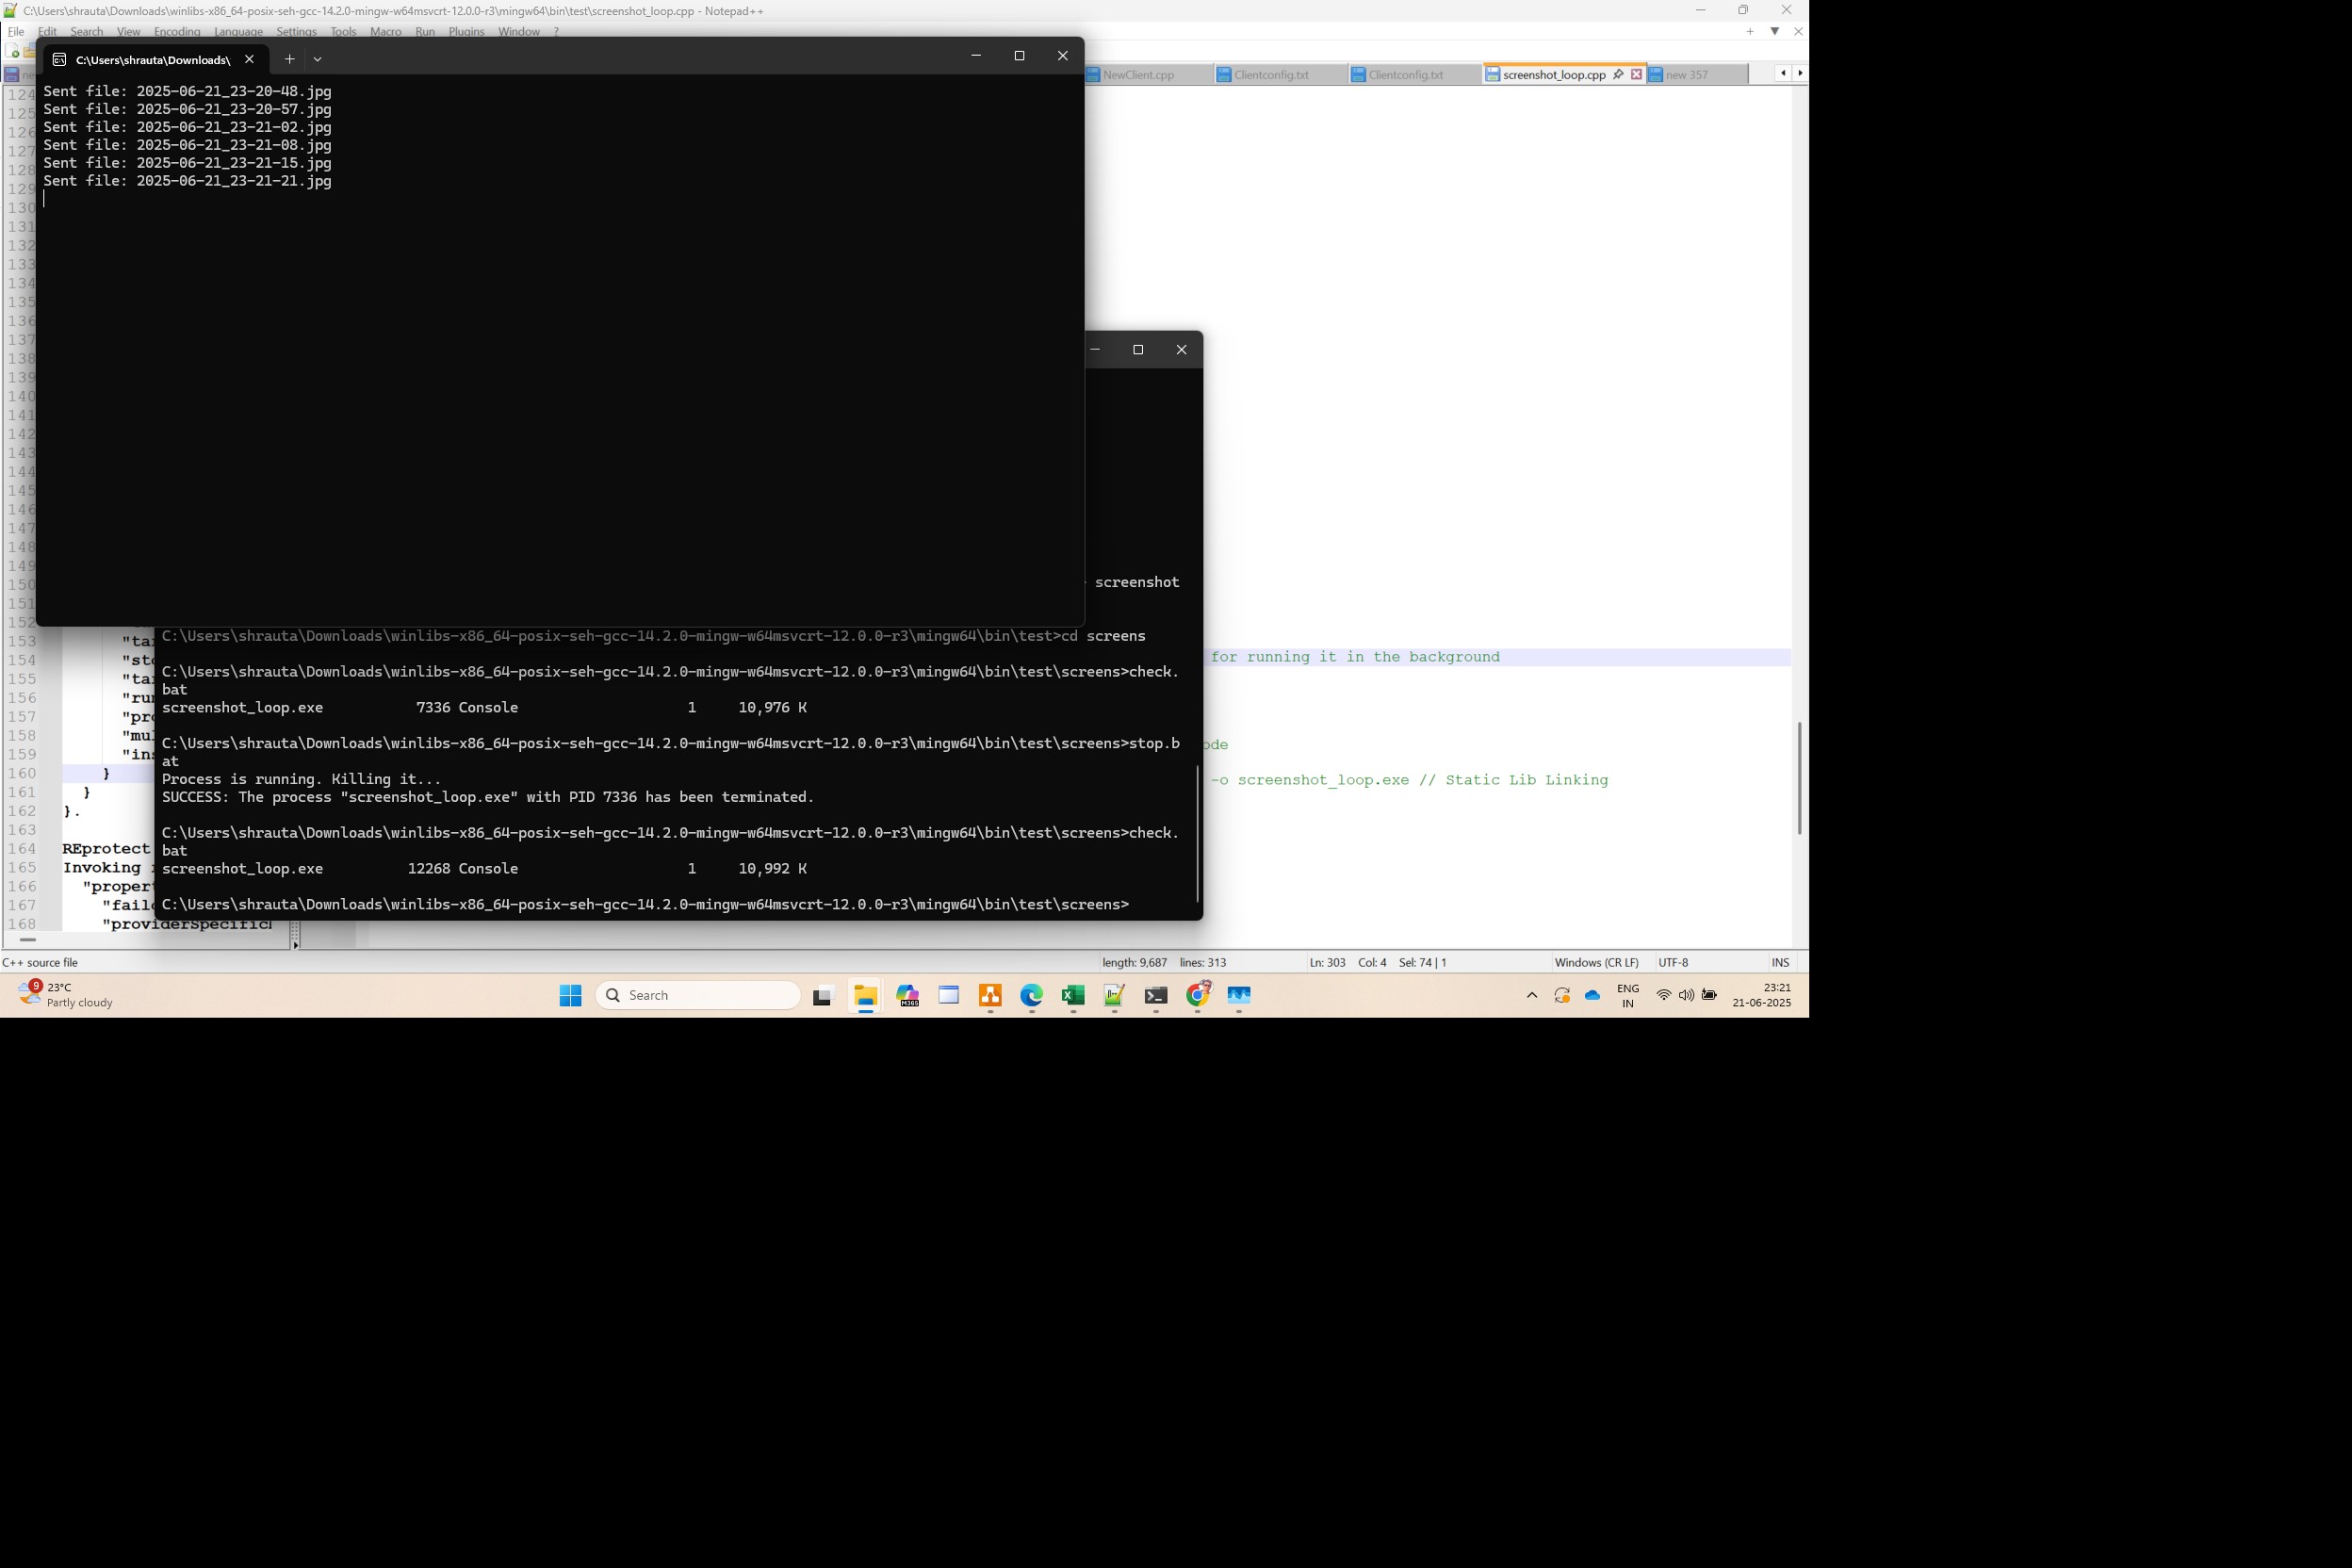 C:\Users\shrauta\Downloads\winlibs-x86_64-posix-seh-gcc-14.2.0-mingw-w64msvcrt-12.0.0-r3\mingw64\bin\test\screenshot_loop.cpp - Notepad++
File Edit Search View Encoding Language Settings Tools Macro Run Plugins Window ?
C:\Users\shrauta\Downloads\
NewClient.cpp Clientconfig.txt Clientconfig.txt screenshot_loop.cpp new 357
Sent file: 2025-06-21_23-20-48.jpg
Sent file: 2025-06-21_23-20-57.jpg
Sent file: 2025-06-21_23-21-02.jpg
Sent file: 2025-06-21_23-21-08.jpg
Sent file: 2025-06-21_23-21-15.jpg
Sent file: 2025-06-21_23-21-21.jpg
124
125
126
127
128
129
130
131
132
133
134
135
136
137
138
139
140
141
142
143
144
145
146
147
148
149
150
151
152
153 "ta
154 "st
155 "ta
156 "ru
157 "pr
158 "mu
159 "in
160 }
161 }
162 }.
163
164 REprotect
165 Invoking
166 "propert
167 "failo
168 "providerSpecific
screenshot
C:\Users\shrauta\Downloads\winlibs-x86_64-posix-seh-gcc-14.2.0-mingw-w64msvcrt-12.0.0-r3\mingw64\bin\test>cd screens
C:\Users\shrauta\Downloads\winlibs-x86_64-posix-seh-gcc-14.2.0-mingw-w64msvcrt-12.0.0-r3\mingw64\bin\test\screens>check.
bat
screenshot_loop.exe 7336 Console 1 10,976 K
C:\Users\shrauta\Downloads\winlibs-x86_64-posix-seh-gcc-14.2.0-mingw-w64msvcrt-12.0.0-r3\mingw64\bin\test\screens>stop.b
at
Process is running. Killing it...
SUCCESS: The process "screenshot_loop.exe" with PID 7336 has been terminated.
C:\Users\shrauta\Downloads\winlibs-x86_64-posix-seh-gcc-14.2.0-mingw-w64msvcrt-12.0.0-r3\mingw64\bin\test\screens>check.
bat
screenshot_loop.exe 12268 Console 1 10,992 K
C:\Users\shrauta\Downloads\winlibs-x86_64-posix-seh-gcc-14.2.0-mingw-w64msvcrt-12.0.0-r3\mingw64\bin\test\screens>
for running it in the background
ode
-o screenshot_loop.exe // Static Lib Linking
C++ source file length: 9,687 lines: 313 Ln: 303 Col: 4 Sel: 74 | 1 Windows (CR LF) UTF-8 INS
9
23°C
Partly cloudy
Search
M365
ENG
IN
23:21
21-06-2025